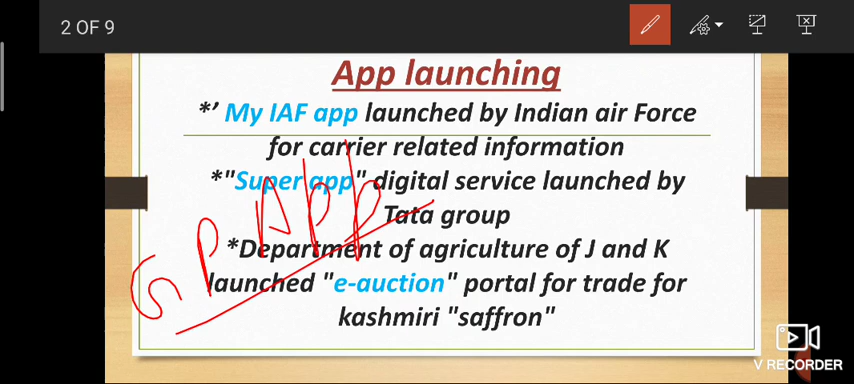 2 OF 9
App launching
*’ My IAF app launched by Indian air Force
for carrier related information
*"Super app" digital service launched by
Tata group
*Department of agriculture of J and K
launched "e-auction" portal for trade for
kashmiri "saffron"
GP App
V RECORDER